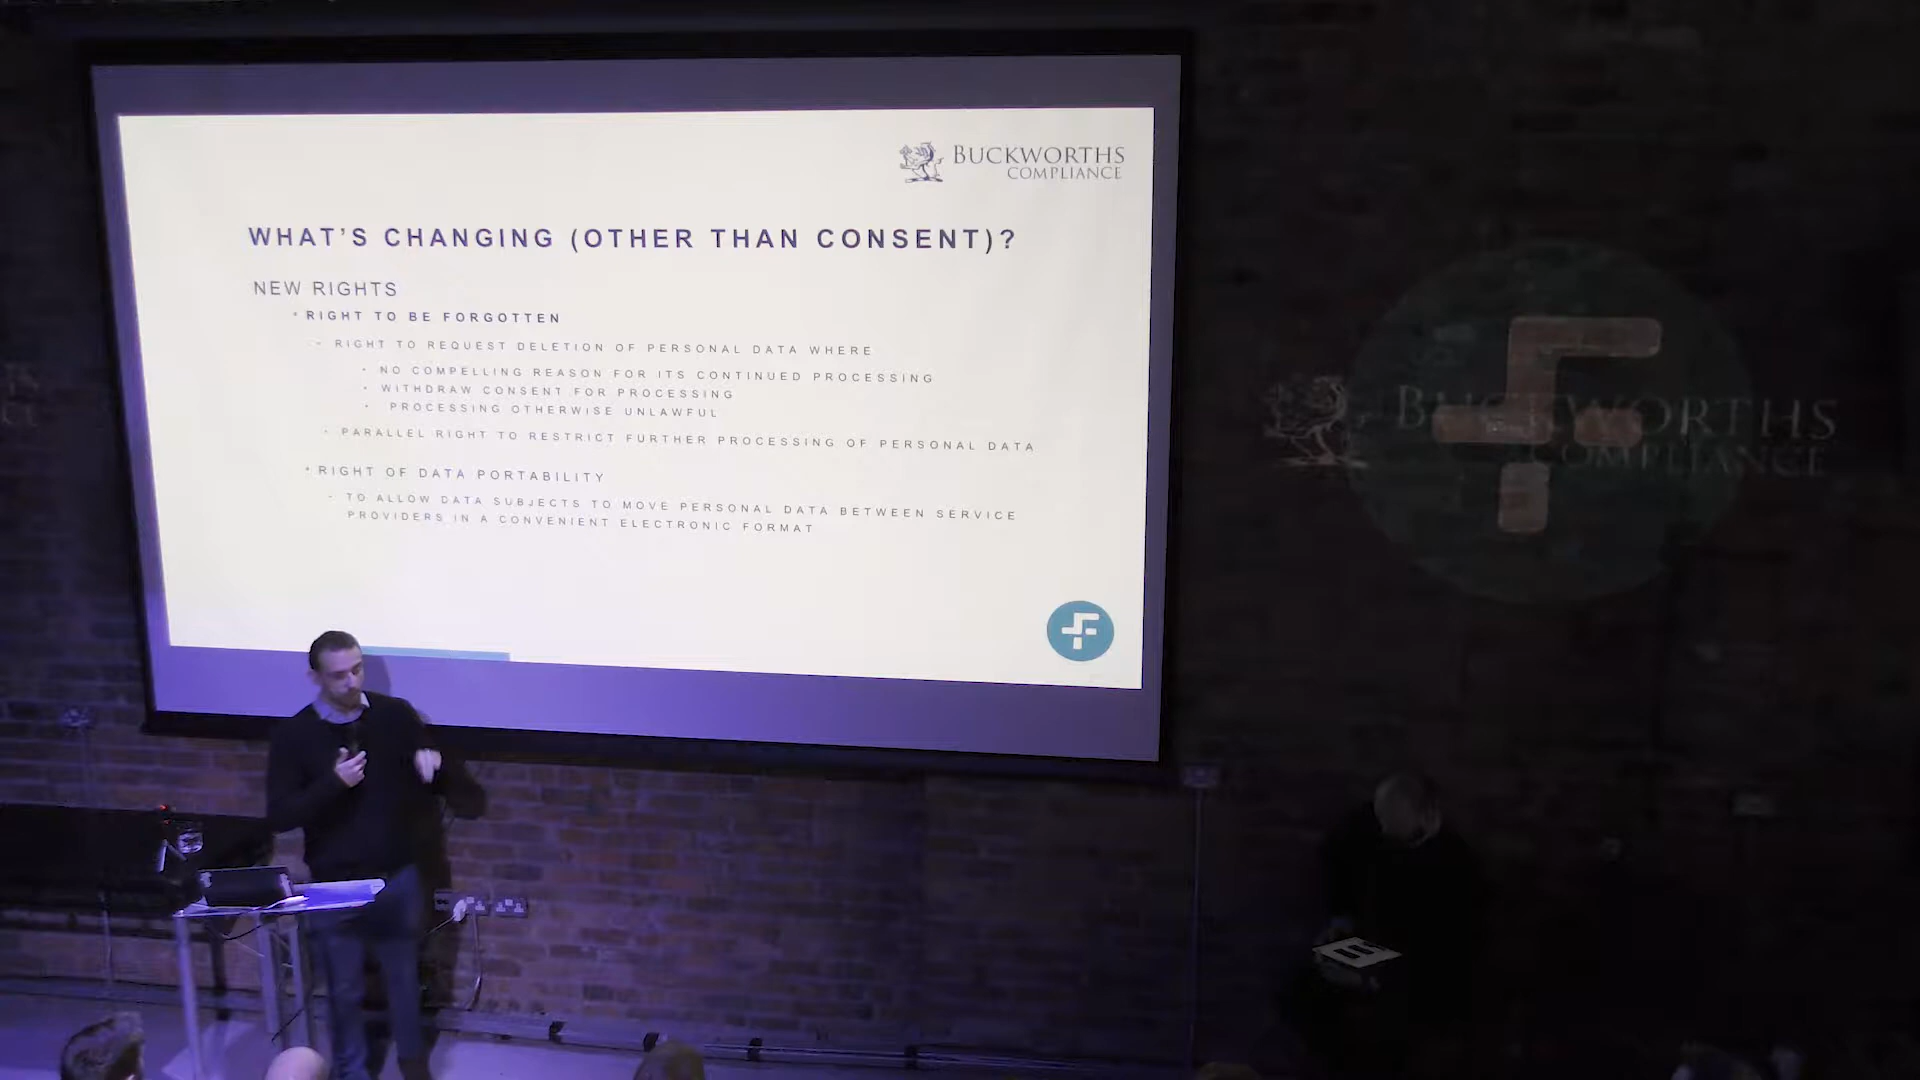 BUCKWORTHS
COMPLIANCE
WHAT'S CHANGING (OTHER THAN CONSENT)?
NEW RIGHTS
• RIGHT TO BE FORGOTTEN
- RIGHT TO REQUEST DELETION OF PERSONAL DATA WHERE
• NO COMPELLING REASON FOR ITS CONTINUED PROCESSING
• WITHDRAW CONSENT FOR PROCESSING
• PROCESSING OTHERWISE UNLAWFUL
- PARALLEL RIGHT TO RESTRICT FURTHER PROCESSING OF PERSONAL DATA
• RIGHT OF DATA PORTABILITY
- TO ALLOW DATA SUBJECTS TO MOVE PERSONAL DATA BETWEEN SERVICE
PROVIDERS IN A CONVENIENT ELECTRONIC FORMAT
BUCKWORTHS
COMPLIANCE